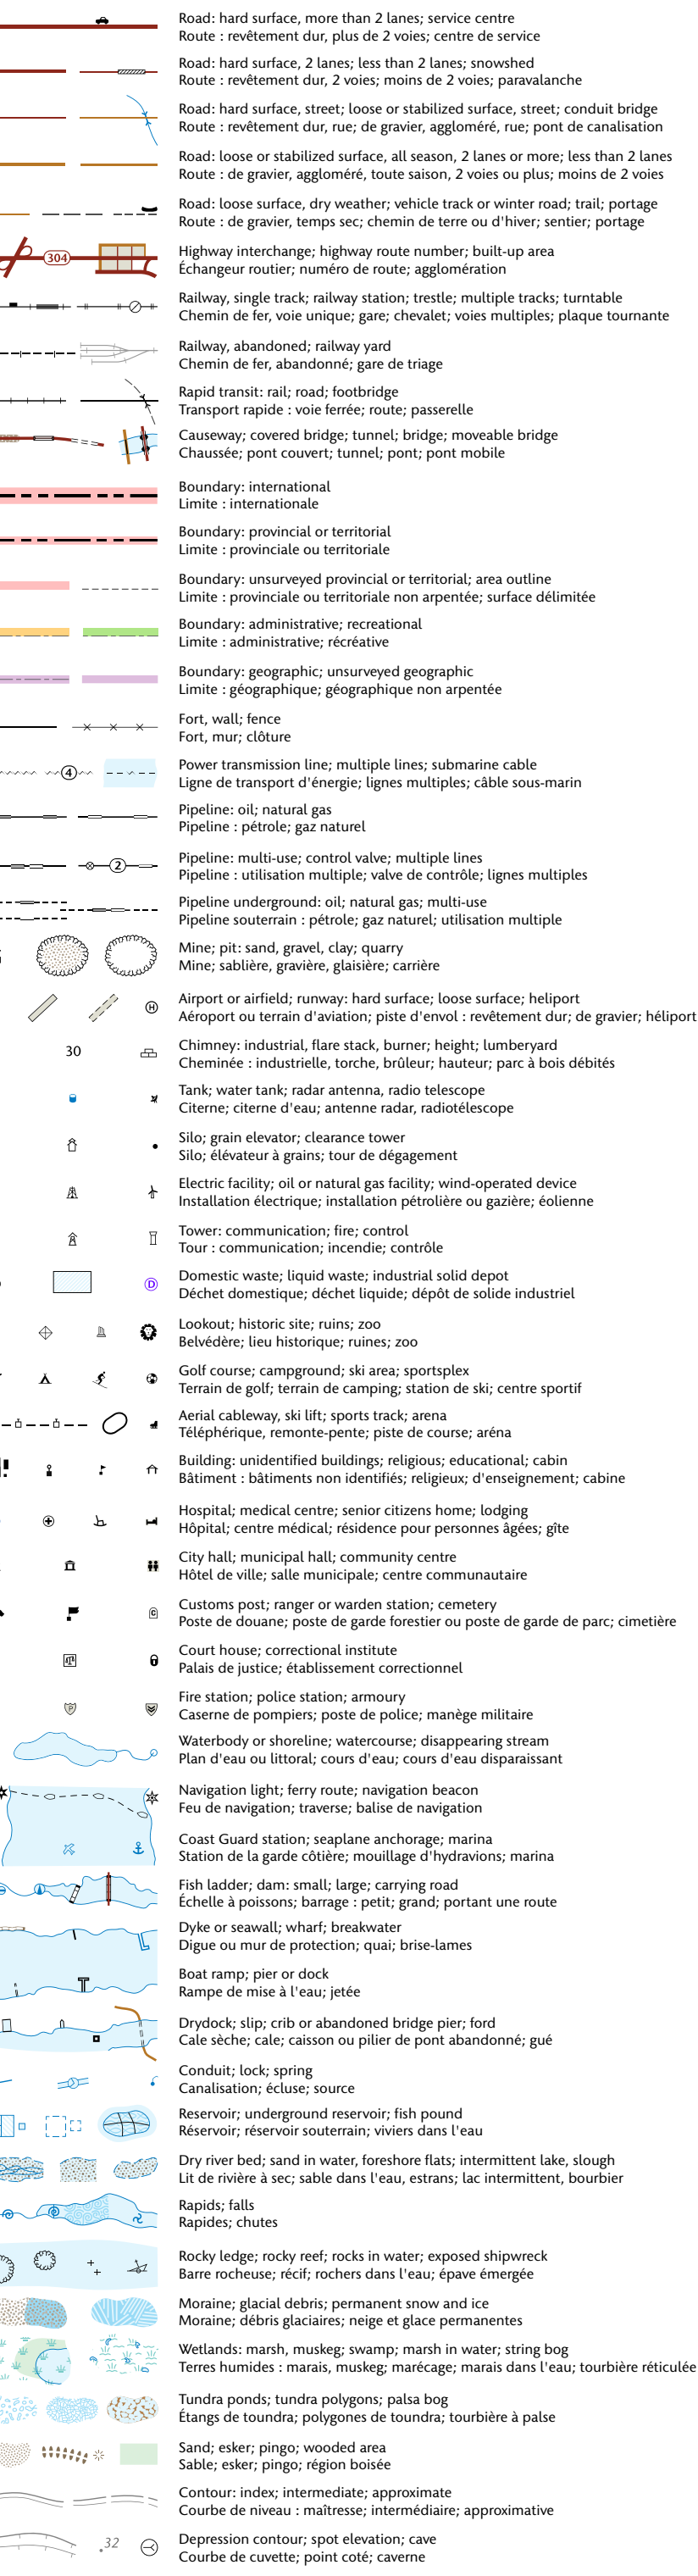 Road: hard surface, more than 2 lanes; service centre
Route : revêtement dur, plus de 2 voies; centre de service
Road: hard surface, 2 lanes; less than 2 lanes; snowshed
Route : revêtement dur, 2 voies; moins de 2 voies; paravalanche
Road: hard surface, street; loose or stabilized surface, street; conduit bridge
Route : revêtement dur, rue; de gravier, aggloméré, rue; pont de canalisation
Road: loose or stabilized surface, all season, 2 lanes or more; less than 2 lanes
Route : de gravier, aggloméré, toute saison, 2 voies ou plus; moins de 2 voies
Road: loose surface, dry weather; vehicle track or winter road; trail; portage
Route : de gravier, temps sec; chemin de terre ou d'hiver; sentier; portage
304
Highway interchange; highway route number; built-up area
Échangeur routier; numéro de route; agglomération
Railway, single track; railway station; trestle; multiple tracks; turntable
Chemin de fer, voie unique; gare; chevalet; voies multiples; plaque tournante
Railway, abandoned; railway yard
Chemin de fer, abandonné; gare de triage
Rapid transit: rail; road; footbridge
Transport rapide : voie ferrée; route; passerelle
Causeway; covered bridge; tunnel; bridge; moveable bridge
Chaussée; pont couvert; tunnel; pont; pont mobile
Boundary: international
Limite : internationale
Boundary: provincial or territorial
Limite : provinciale ou territoriale
Boundary: unsurveyed provincial or territorial; area outline
Limite : provinciale ou territoriale non arpentée; surface délimitée
Boundary: administrative; recreational
Limite : administrative; récréative
Boundary: geographic; unsurveyed geographic
Limite : géographique; géographique non arpentée
Fort, wall; fence
Fort, mur; clôture
4
Power transmission line; multiple lines; submarine cable
Ligne de transport d'énergie; lignes multiples; câble sous-marin
Pipeline: oil; natural gas
Pipeline : pétrole; gaz naturel
2
Pipeline: multi-use; control valve; multiple lines
Pipeline : utilisation multiple; valve de contrôle; lignes multiples
Pipeline underground: oil; natural gas; multi-use
Pipeline souterrain : pétrole; gaz naturel; utilisation multiple
Mine; pit: sand, gravel, clay; quarry
Mine; sablière, gravière, glaisière; carrière
H
Airport or airfield; runway: hard surface; loose surface; heliport
Aéroport ou terrain d'aviation; piste d'envol : revêtement dur; de gravier; héliport
30
Chimney: industrial, flare stack, burner; height; lumberyard
Cheminée : industrielle, torche, brûleur; hauteur; parc à bois débités
Tank; water tank; radar antenna, radio telescope
Citerne; citerne d'eau; antenne radar, radiotélescope
Silo; grain elevator; clearance tower
Silo; élévateur à grains; tour de dégagement
Electric facility; oil or natural gas facility; wind-operated device
Installation électrique; installation pétrolière ou gazière; éolienne
Tower: communication; fire; control
Tour : communication; incendie; contrôle
D
Domestic waste; liquid waste; industrial solid depot
Déchet domestique; déchet liquide; dépôt de solide industriel
Lookout; historic site; ruins; zoo
Belvédère; lieu historique; ruines; zoo
Golf course; campground; ski area; sportsplex
Terrain de golf; terrain de camping; station de ski; centre sportif
Aerial cableway, ski lift; sports track; arena
Téléphérique, remonte-pente; piste de course; aréna
Building: unidentified buildings; religious; educational; cabin
Bâtiment : bâtiments non identifiés; religieux; d'enseignement; cabine
Hospital; medical centre; senior citizens home; lodging
Hôpital; centre médical; résidence pour personnes âgées; gîte
City hall; municipal hall; community centre
Hôtel de ville; salle municipale; centre communautaire
C
Customs post; ranger or warden station; cemetery
Poste de douane; poste de garde forestier ou poste de garde de parc; cimetière
Court house; correctional institute
Palais de justice; établissement correctionnel
P
Fire station; police station; armoury
Caserne de pompiers; poste de police; manège militaire
Waterbody or shoreline; watercourse; disappearing stream
Plan d'eau ou littoral; cours d'eau; cours d'eau disparaissant
Navigation light; ferry route; navigation beacon
Feu de navigation; traverse; balise de navigation
Coast Guard station; seaplane anchorage; marina
Station de la garde côtière; mouillage d'hydravions; marina
Fish ladder; dam: small; large; carrying road
Échelle à poissons; barrage : petit; grand; portant une route
Dyke or seawall; wharf; breakwater
Digue ou mur de protection; quai; brise-lames
Boat ramp; pier or dock
Rampe de mise à l'eau; jetée
Drydock; slip; crib or abandoned bridge pier; ford
Cale sèche; cale; caisson ou pilier de pont abandonné; gué
Conduit; lock; spring
Canalisation; écluse; source
Reservoir; underground reservoir; fish pound
Réservoir; réservoir souterrain; viviers dans l'eau
Dry river bed; sand in water, foreshore flats; intermittent lake, slough
Lit de rivière à sec; sable dans l'eau, estrans; lac intermittent, bourbier
Rapids; falls
Rapides; chutes
Rocky ledge; rocky reef; rocks in water; exposed shipwreck
Barre rocheuse; récif; rochers dans l'eau; épave émergée
Moraine; glacial debris; permanent snow and ice
Moraine; débris glaciaires; neige et glace permanentes
Wetlands: marsh, muskeg; swamp; marsh in water; string bog
Terres humides : marais, muskeg; marécage; marais dans l'eau; tourbière réticulée
Tundra ponds; tundra polygons; palsa bog
Étangs de toundra; polygones de toundra; tourbière à palse
Sand; esker; pingo; wooded area
Sable; esker; pingo; région boisée
Contour: index; intermediate; approximate
Courbe de niveau : maîtresse; intermédiaire; approximative
.32
Depression contour; spot elevation; cave
Courbe de cuvette; point coté; caverne